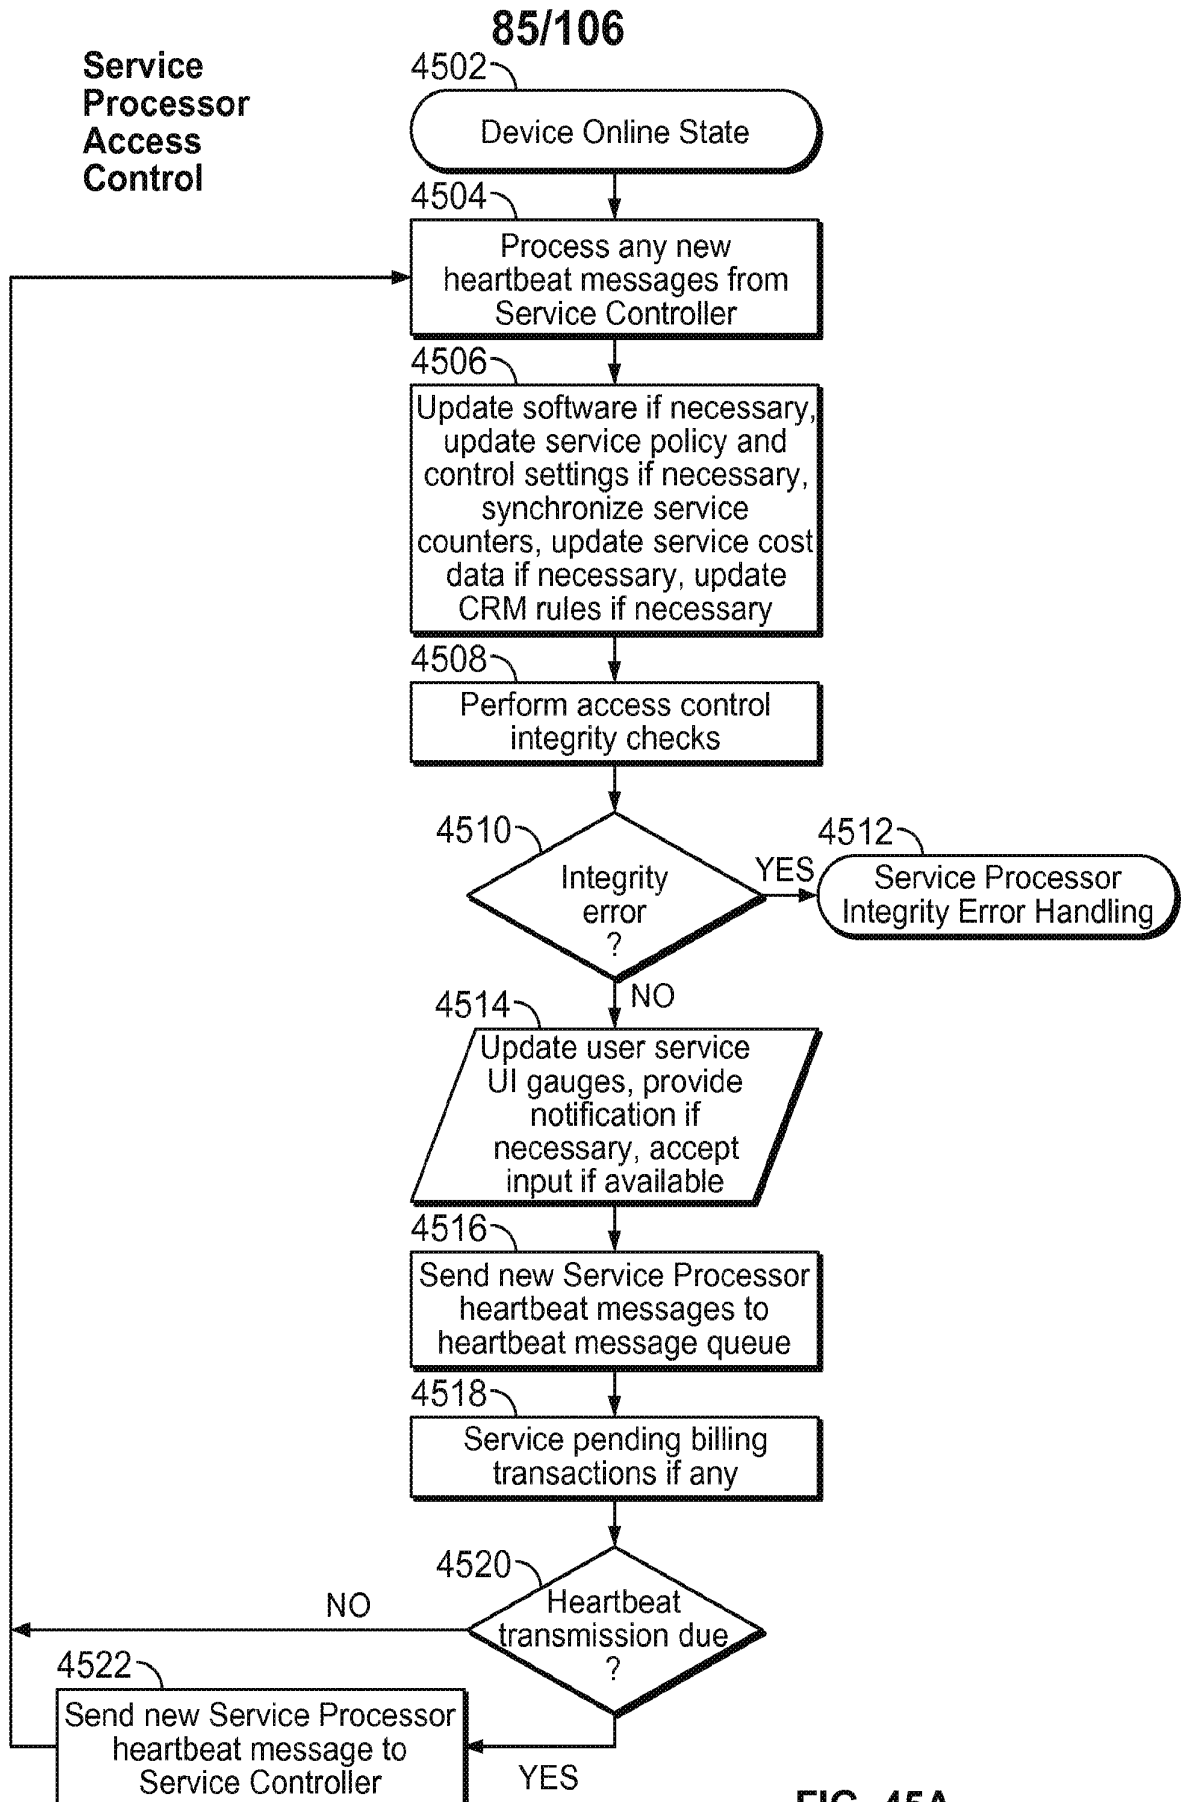 85/106
Service
Processor
Access
Control
4502
Device Online State
4504
Process any new
heartbeat messages from
Service Controller
4506
Update software if necessary,
update service policy and
control settings if necessary,
synchronize service
counters, update service cost
data if necessary, update
CRM rules if necessary
4508
Perform access control
integrity checks
4510
Integrity
error
?
YES
4512
Service Processor
Integrity Error Handling
NO
4514
Update user service
UI gauges, provide
notification if
necessary, accept
input if available
4516
Send new Service Processor
heartbeat messages to
heartbeat message queue
4518
Service pending billing
transactions if any
4520
Heartbeat
transmission due
?
NO
4522
Send new Service Processor
heartbeat message to
Service Controller
YES
FIG. 45A